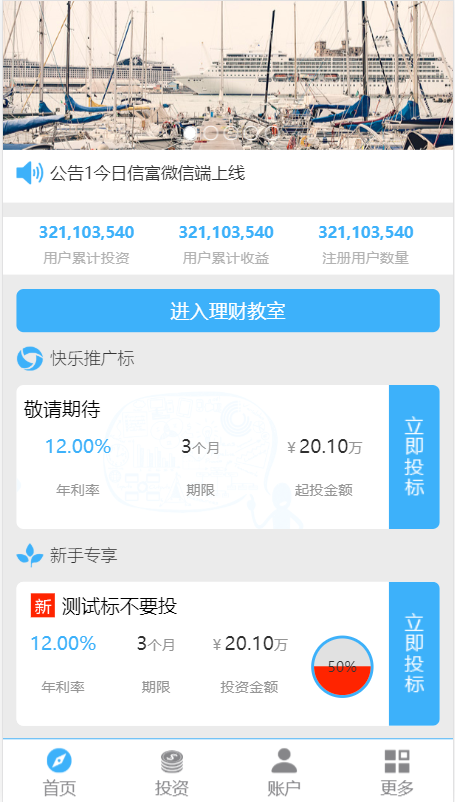 公告1今日信富微信端上线
321,103,540 321,103,540 321,103,540
用户累计投资 用户累计收益 注册用户数量
进入理财教室
快乐推广标
敬请期待
12.00% 3个月 ¥20.10万
年利率 期限 起投金额
立即投标
新手专享
新 测试标不要投
12.00% 3个月 ¥20.10万
50%
年利率 期限 投资金额
立即投标
首页 投资 账户 更多